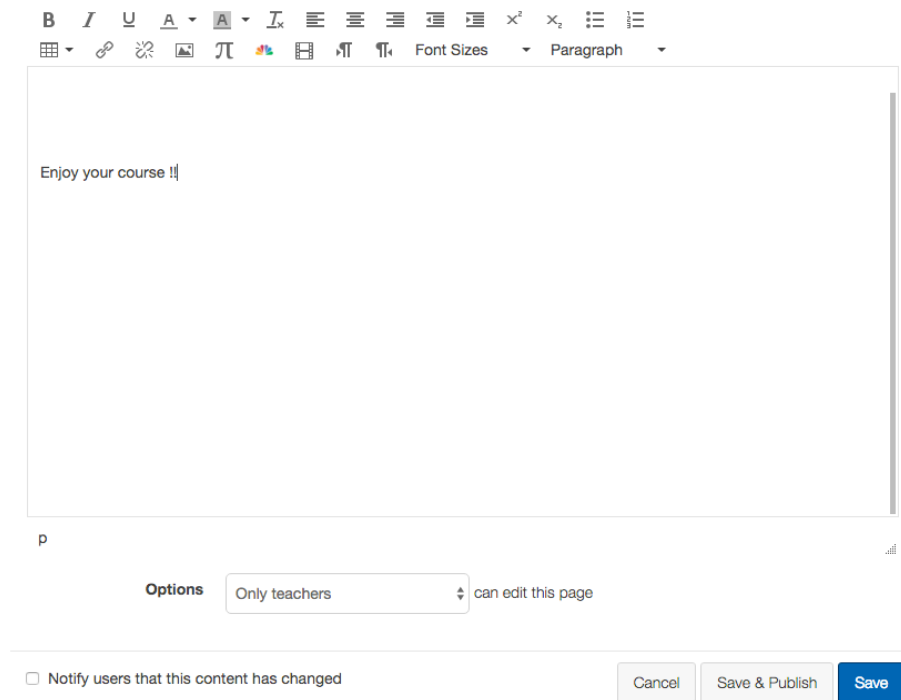 Font Sizes Paragraph
Enjoy your course !!
p
Options Only teachers can edit this page
Notify users that this content has changed Cancel Save & Publish Save